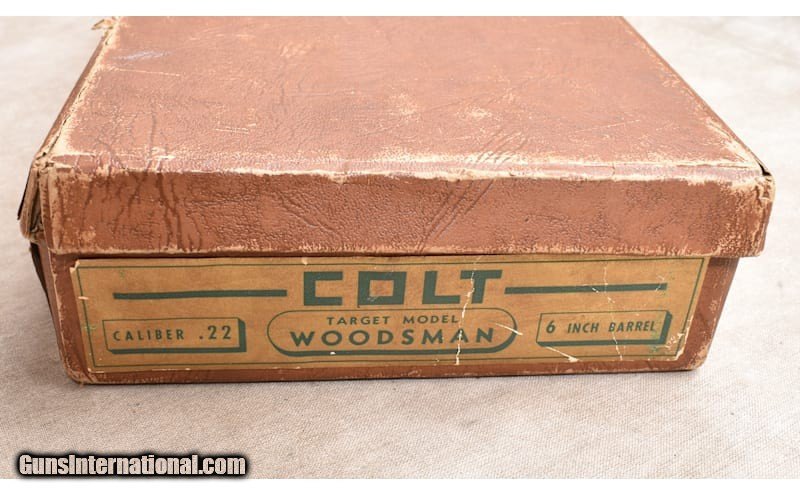 COLT
TARGET MODEL
CALIBER .22
WOODSMAN
6 INCH BARREL
GunsInternational.com